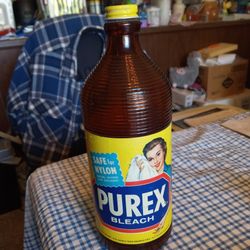 SAFE for
NYLON
PUREX
BLEACH